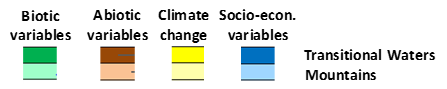 Biotic variables
Abiotic variables
Climate change
Socio-econ. variables
Transitional Waters
Mountains